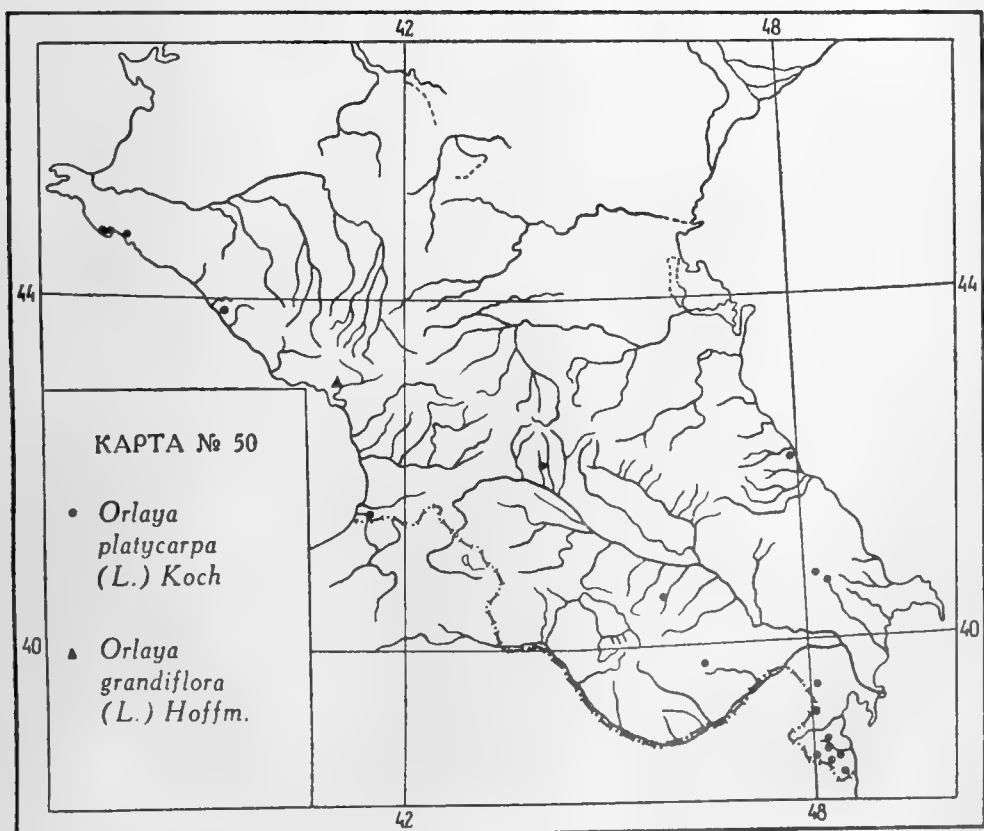 42 48
44 44
КАРТА № 50
• Orlaya
platycarpa
(L.) Koch
40 40
▲ Orlaya
grandiflora
(L.) Hoffm.
42 48